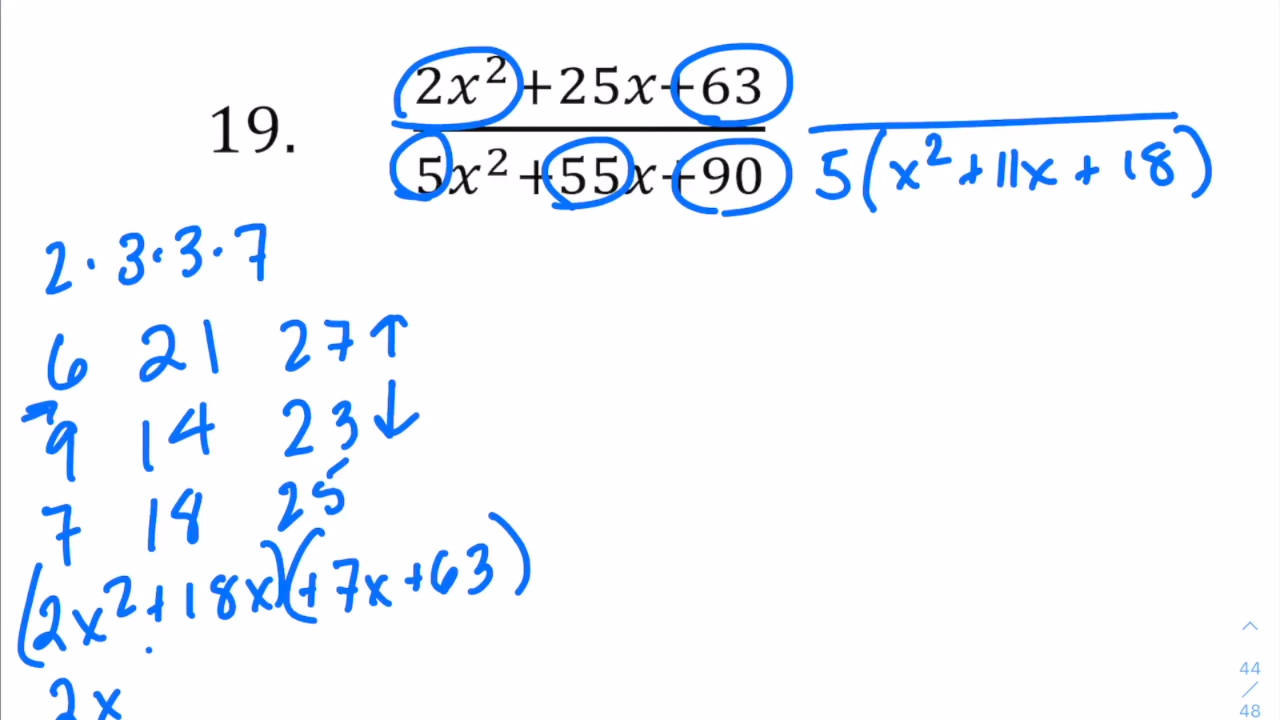 19. 2x²+25x+63
5x²+55x+90
5(x²+11x+18)
2·3·3·7
6 21 27↑
9 14 23↓
7 18 25
(2x²+18x)(+7x+63)
2x
44
/
48